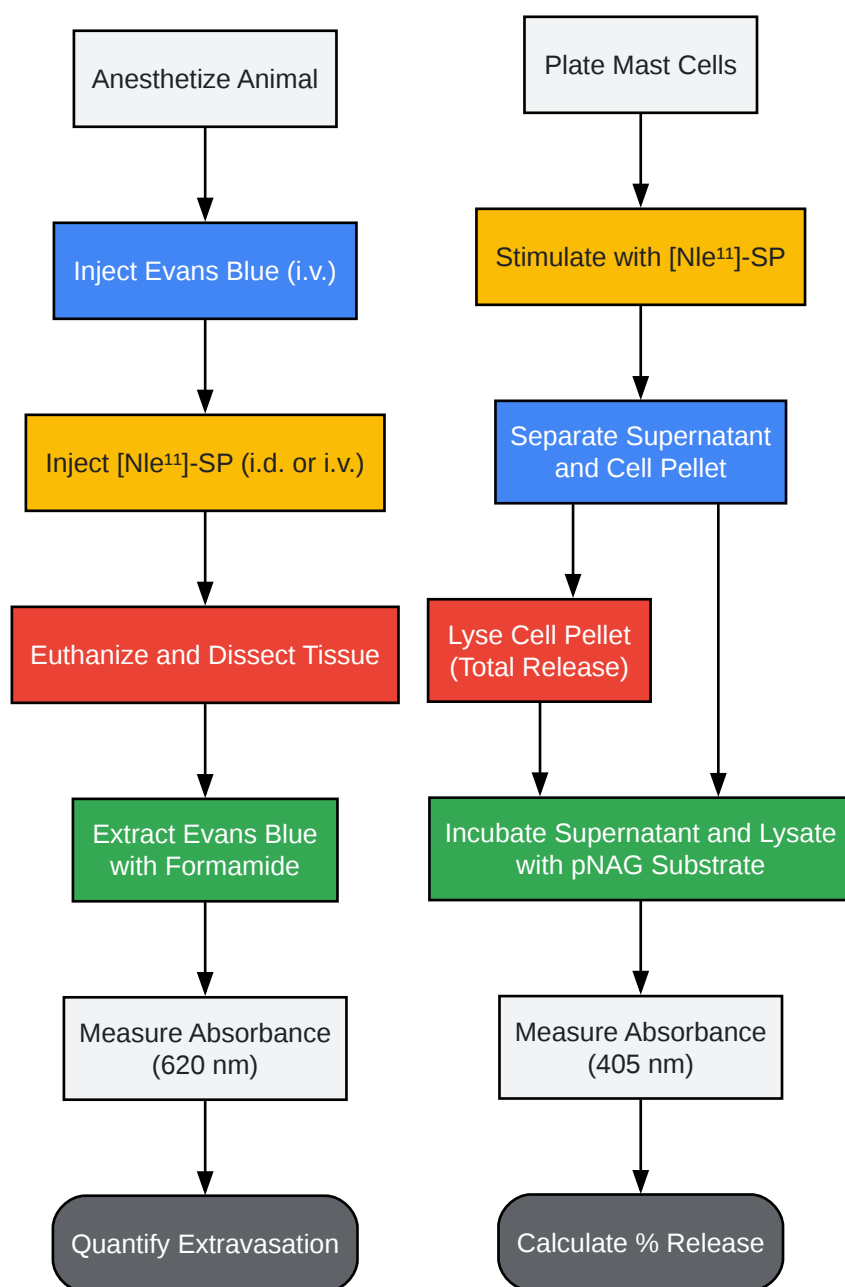 Anesthetize Animal
Inject Evans Blue (i.v.)
Inject [Nle¹¹]-SP (i.d. or i.v.)
Euthanize and Dissect Tissue
Extract Evans Blue
with Formamide
Measure Absorbance
(620 nm)
Quantify Extravasation
Plate Mast Cells
Stimulate with [Nle¹¹]-SP
Separate Supernatant
and Cell Pellet
Lyse Cell Pellet
(Total Release)
Incubate Supernatant and Lysate
with pNAG Substrate
Measure Absorbance
(405 nm)
Calculate % Release